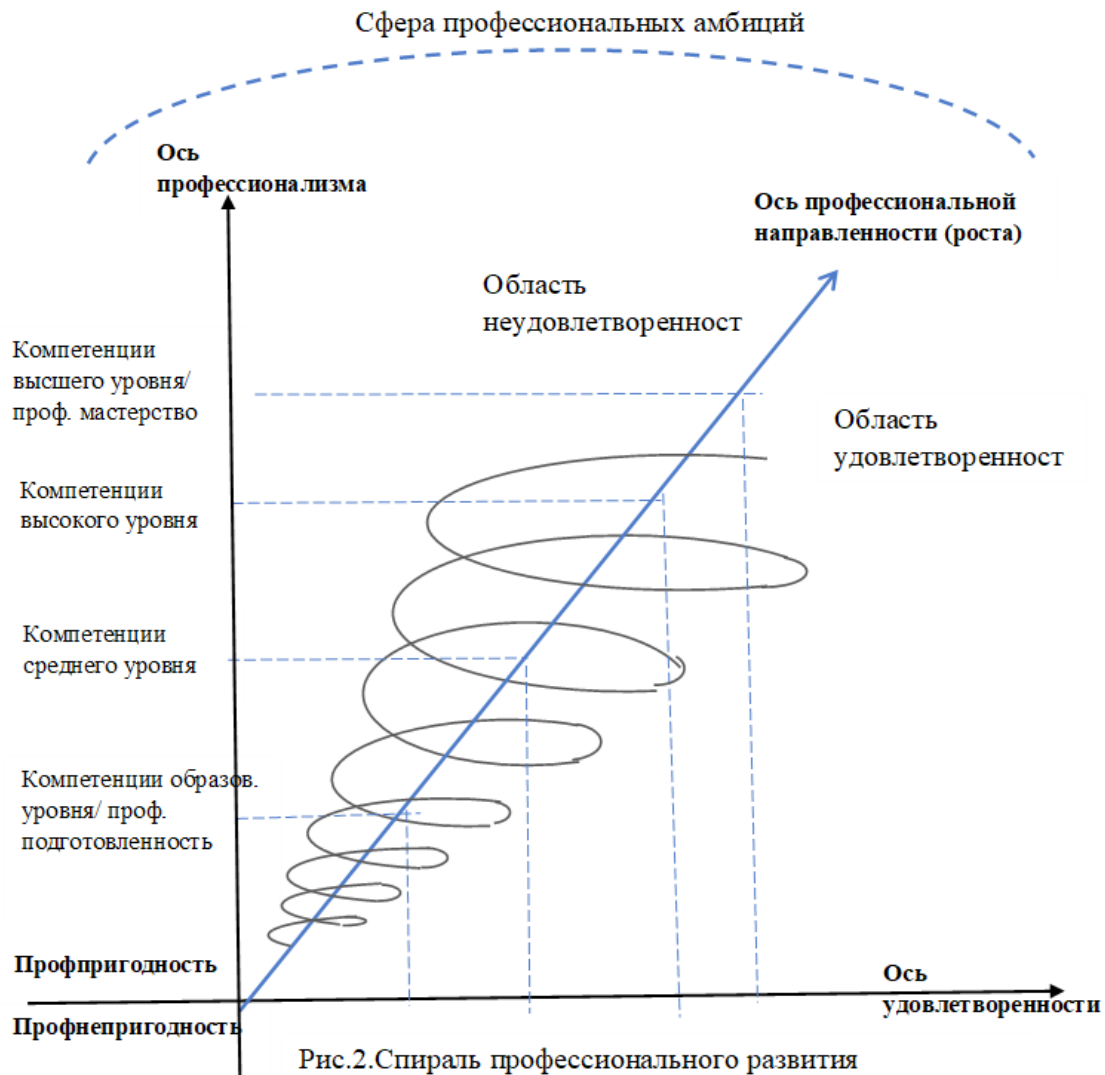 Сфера профессиональных амбиций
Ось
профессионализма
Ось профессиональной
направленности (роста)
Область
неудовлетворенност
Компетенции
высшего уровня/
проф. мастерство
Область
удовлетворенност
Компетенции
высокого уровня
Компетенции
среднего уровня
Компетенции образов.
уровня/ проф.
подготовленность
Профпригодность
Ось
удовлетворенности
Профнепригодность
Рис.2.Спираль профессионального развития